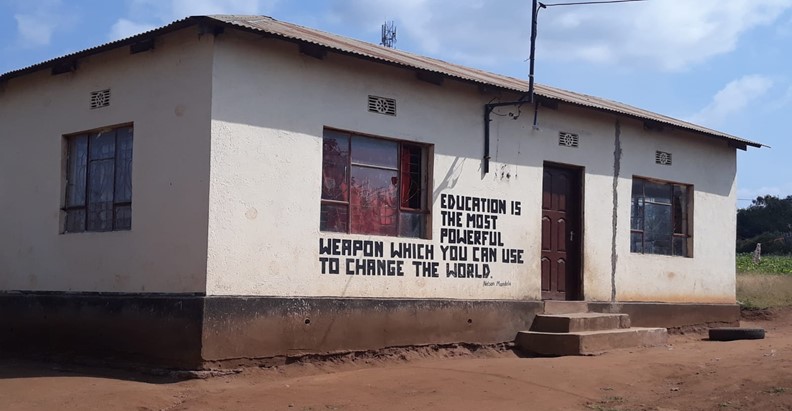 EDUCATION IS
THE MOST
POWERFUL
WEAPON WHICH YOU CAN USE
TO CHANGE THE WORLD.
Nelson Mandela